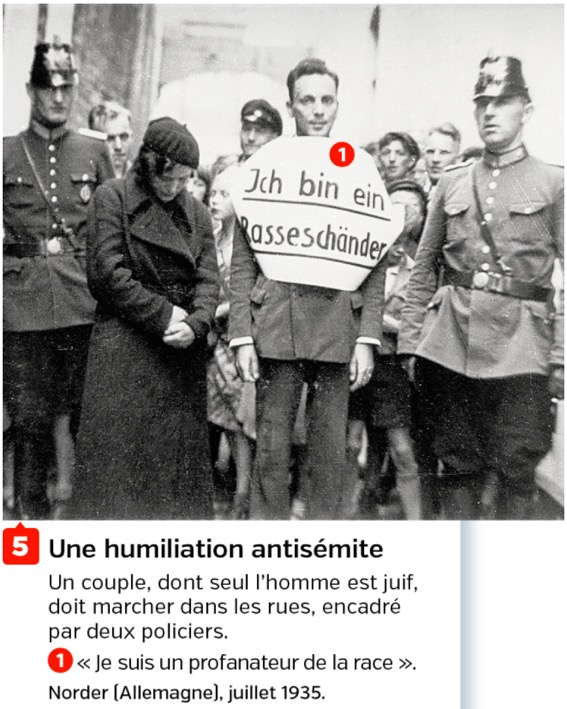 1
Ich bin ein
Rasseschänder
5 Une humiliation antisémite
Un couple, dont seul l’homme est juif,
doit marcher dans les rues, encadré
par deux policiers.
1 « Je suis un profanateur de la race ».
Norder (Allemagne), juillet 1935.